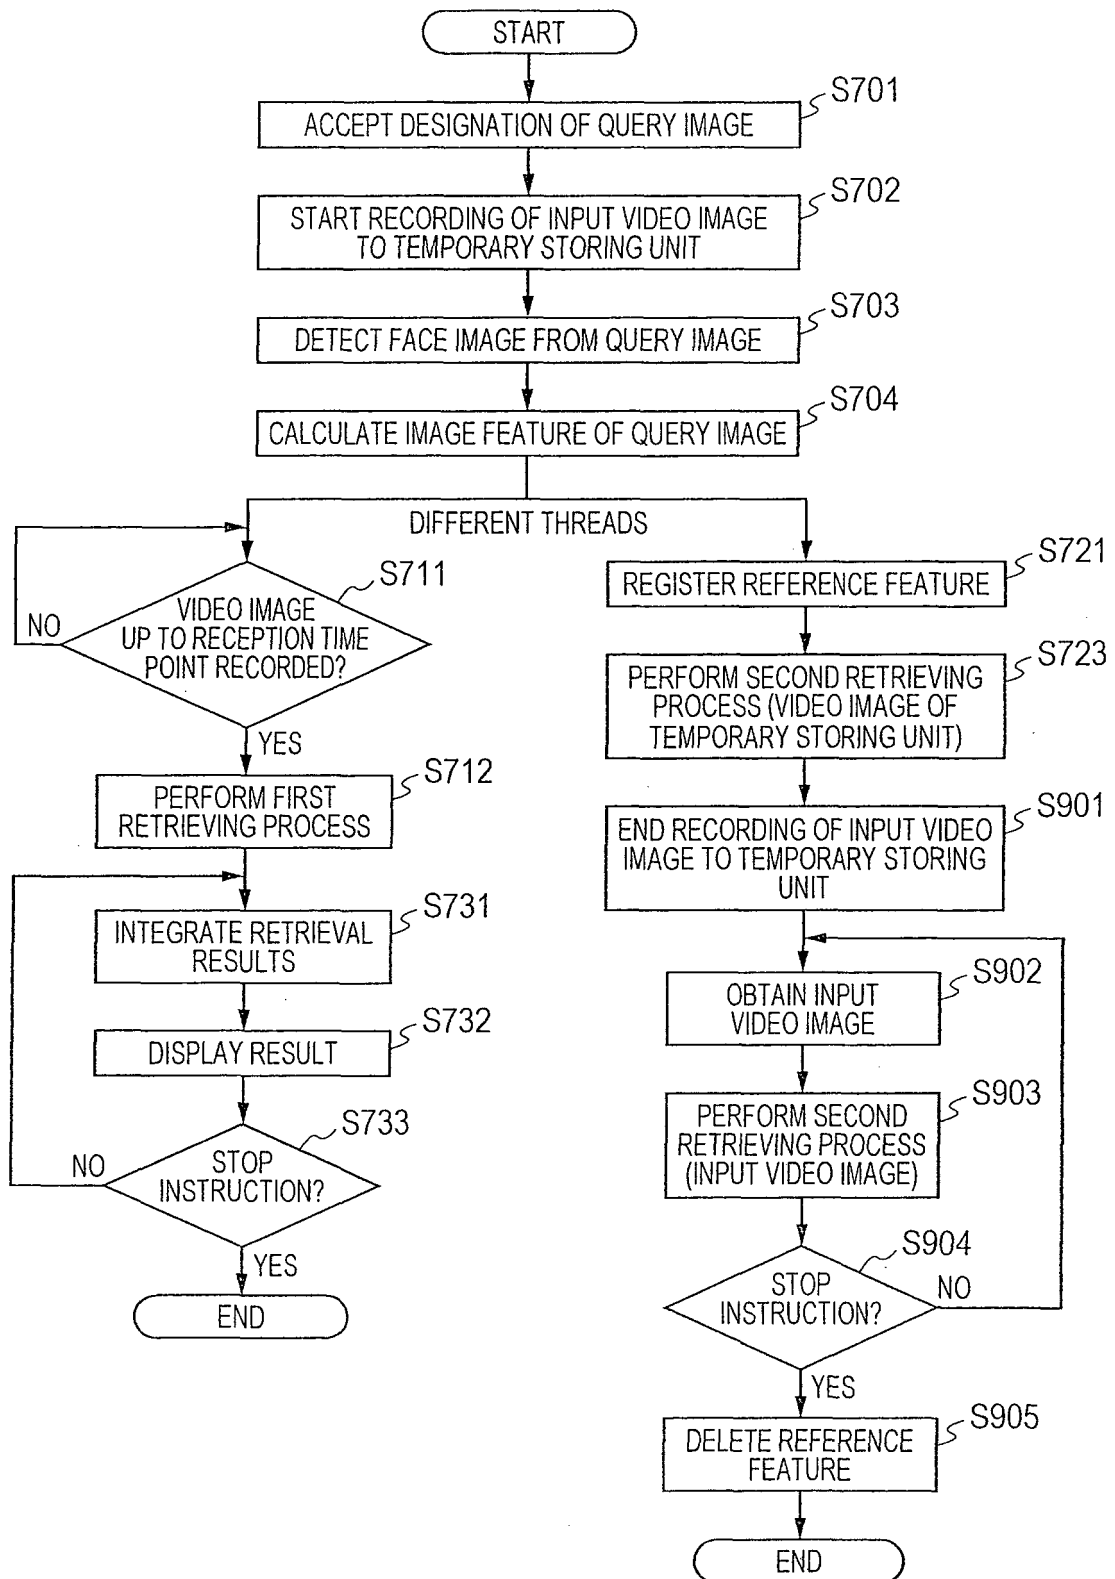 START
S701
ACCEPT DESIGNATION OF QUERY IMAGE
S702
START RECORDING OF INPUT VIDEO IMAGE
TO TEMPORARY STORING UNIT
S703
DETECT FACE IMAGE FROM QUERY IMAGE
S704
CALCULATE IMAGE FEATURE OF QUERY IMAGE
DIFFERENT THREADS
S711
VIDEO IMAGE
UP TO RECEPTION TIME
POINT RECORDED?
NO
YES
S712
PERFORM FIRST
RETRIEVING PROCESS
S731
INTEGRATE RETRIEVAL
RESULTS
S732
DISPLAY RESULT
S733
STOP
INSTRUCTION?
NO
YES
END
S721
REGISTER REFERENCE FEATURE
S723
PERFORM SECOND RETRIEVING
PROCESS (VIDEO IMAGE OF
TEMPORARY STORING UNIT)
S901
END RECORDING OF INPUT VIDEO
IMAGE TO TEMPORARY STORING
UNIT
S902
OBTAIN INPUT
VIDEO IMAGE
S903
PERFORM SECOND
RETRIEVING PROCESS
(INPUT VIDEO IMAGE)
S904
STOP
INSTRUCTION?
NO
YES
S905
DELETE REFERENCE
FEATURE
END